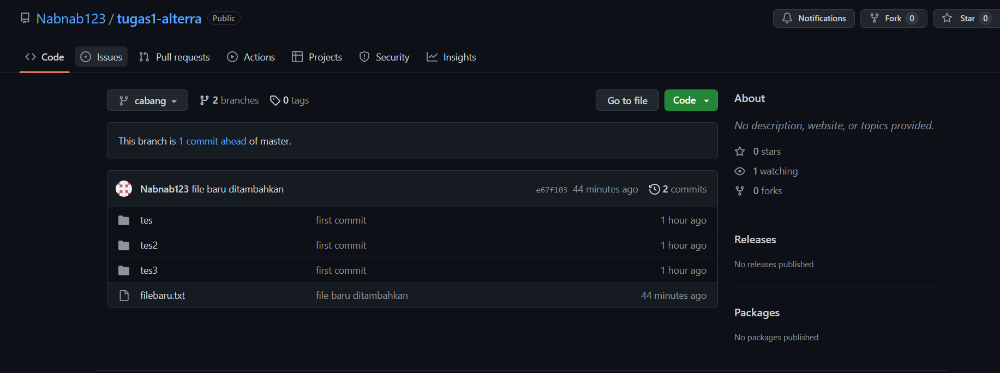 Nabnab123 / tugas1-alterra Public
Notifications Fork 0 Star 0
Code Issues Pull requests Actions Projects Security Insights
cabang 2 branches 0 tags Go to file Code
This branch is 1 commit ahead of master.
Nabnab123 file baru ditambahkan e67f103 44 minutes ago 2 commits
tes first commit 1 hour ago
tes2 first commit 1 hour ago
tes3 first commit 1 hour ago
filebaru.txt file baru ditambahkan 44 minutes ago
About
No description, website, or topics provided.
0 stars
1 watching
0 forks
Releases
No releases published
Packages
No packages published